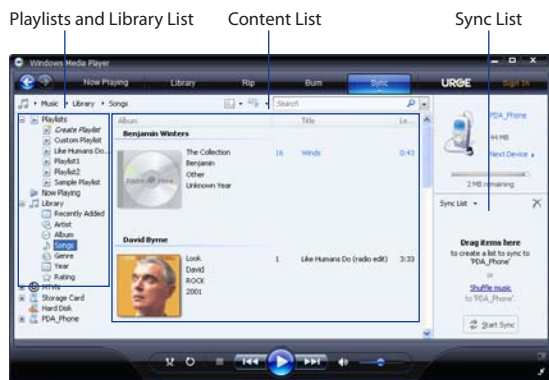 Playlists and Library List Content List Sync List
Windows Media Player
Now Playing Library Rip Burn Sync URGE Sign In
Music Library Songs Search
Playlists
Create Playlist
Custom Playlist
Like Humans Do...
Playlist1
Playlist2
Sample Playlist
Now Playing
Library
Recently Added
Artist
Album
Songs
Genre
Year
Rating
MTVN
Storage Card
Hard Disk
PDA_Phone
Album Title Le...
Benjamin Winters
The Collection 16 Winds 0:43
Benjamin
Other
Unknown Year
Paste Art Here
David Byrne
Look 1 Like Humans Do (radio edit) 3:33
David
ROCK
2001
PDA_Phone
44 MB
Next Device
2 MB remaining
Sync List
Drag items here
to create a list to sync to
'PDA_Phone'
or
Shuffle music
to 'PDA_Phone'.
Start Sync